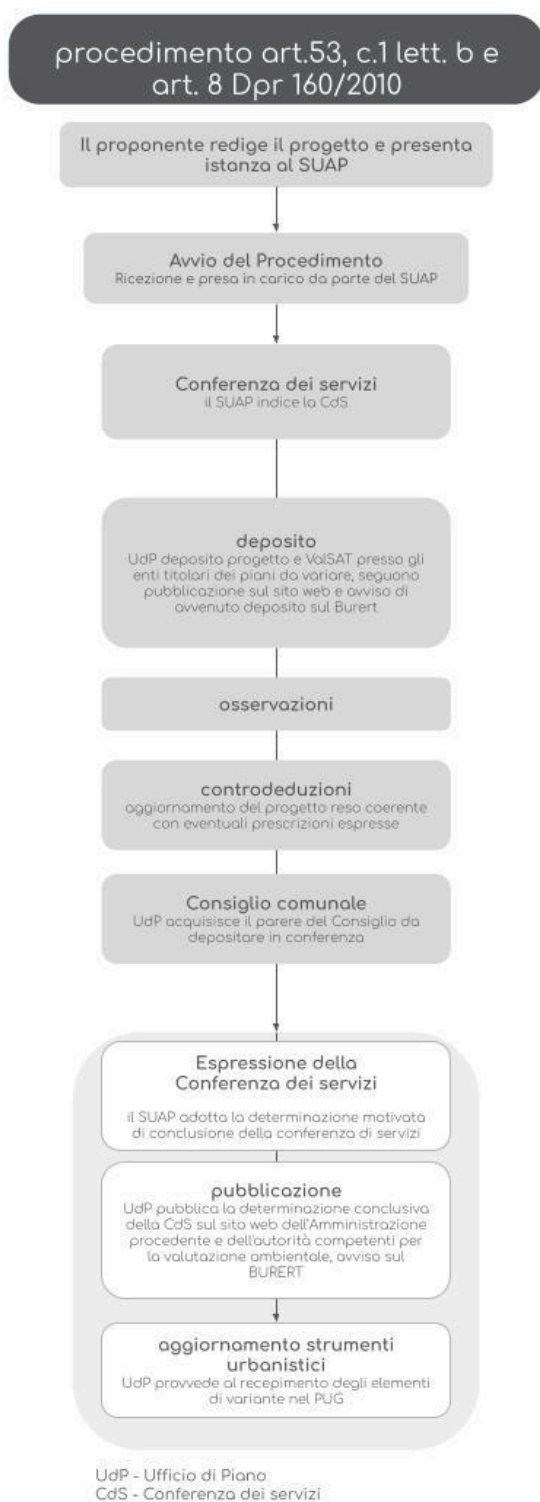 procedimento art.53, c.1 lett. b e
art. 8 Dpr 160/2010
Il proponente redige il progetto e presenta
istanza al SUAP
Avvio del Procedimento
Ricezione e presa in carico da parte del SUAP
Conferenza dei servizi
il SUAP indice la CdS
deposito
UdP deposita progetto e ValSAT presso gli
enti titolari dei piani da variare, seguono
pubblicazione sul sito web e avviso di
avvenuto deposito sul Burert
osservazioni
controdeduzioni
aggiornamento del progetto reso coerente
con eventuali prescrizioni espresse
Consiglio comunale
UdP acquisisce il parere del Consiglio da
depositare in conferenza
Espressione della
Conferenza dei servizi
il SUAP adotta la determinazione motivata
di conclusione della conferenza di servizi
pubblicazione
UdP pubblica la determinazione conclusiva
della CdS sul sito web dell'Amministrazione
procedente e dell'autorità competenti per
la valutazione ambientale, avviso sul
BURERT
aggiornamento strumenti
urbanistici
UdP provvede al recepimento degli elementi
di variante nel PUG
UdP - Ufficio di Piano
CdS - Conferenza dei servizi